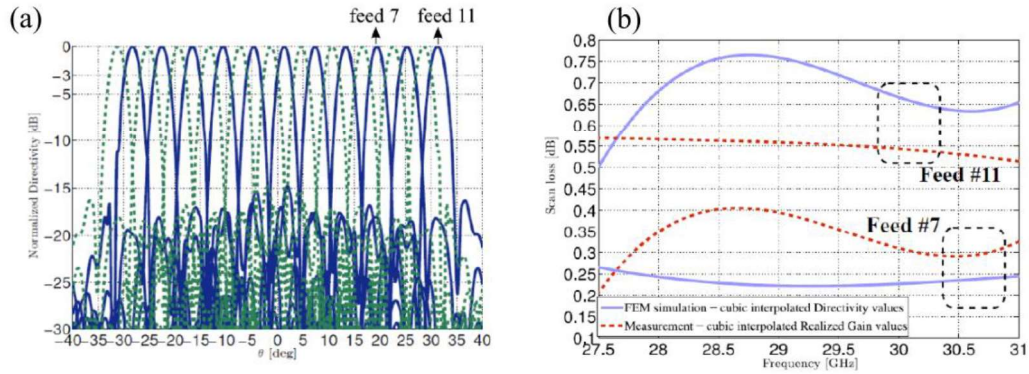 (a)
feed 7 feed 11
Normalized Directivity [dB]
0
−3
−10
−15
−20
−25
−30
−40 −35 −30 −25 −20 −15 −10 −5 0 5 10 15 20 25 30 35 40
θ [deg]
(b)
Scan loss [dB]
0.8
0.75
0.7
0.65
0.6
0.55
0.5
0.45
0.4
0.35
0.3
0.25
0.2
0.15
0.1
Feed #11
Feed #7
FEM simulation − cubic interpolated Directivity values
Measurement − cubic interpolated Realized Gain values
27.5 28 28.5 29 29.5 30 30.5 31
Frequency [GHz]